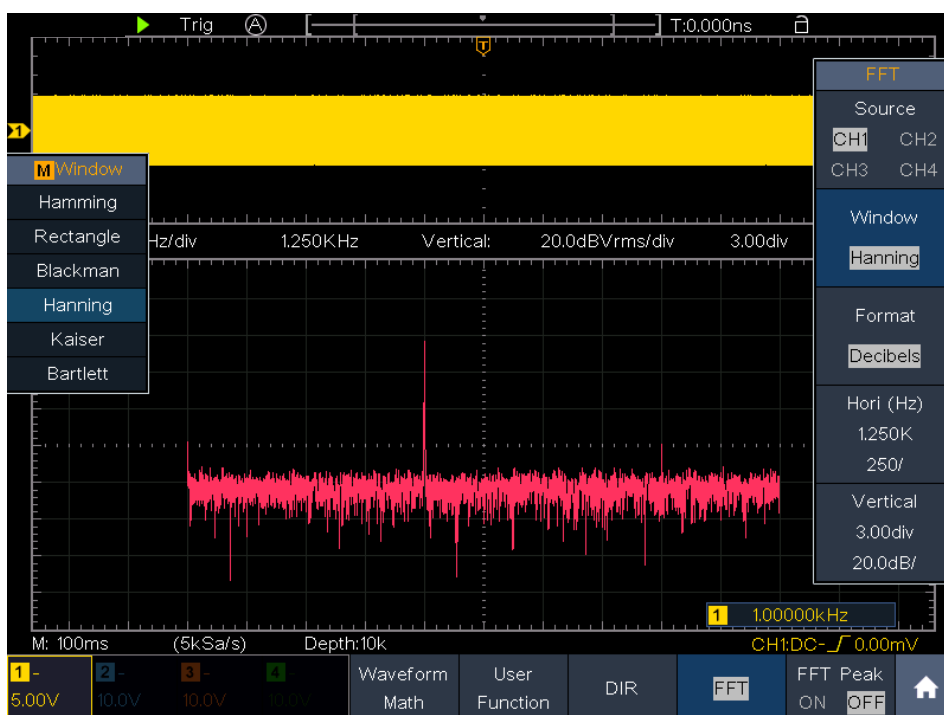 Trig A T:0.000ns
T
FFT
Source
CH1 CH2
CH3 CH4
1
M Window
Hamming
Rectangle
Blackman
Hanning
Kaiser
Bartlett
Window
Hanning
Hz/div 1.250KHz Vertical: 20.0dBVrms/div 3.00div
Format
Decibels
Hori (Hz)
1.250K
250/
Vertical
3.00div
20.0dB/
1 1.00000kHz
M: 100ms (5kSa/s) Depth:10k CH1:DC- 0.00mV
1 - 2 - 3 - 4 -
5.00V 10.0V 10.0V 10.0V
Waveform Math
User Function
DIR
FFT
FFT Peak
ON OFF